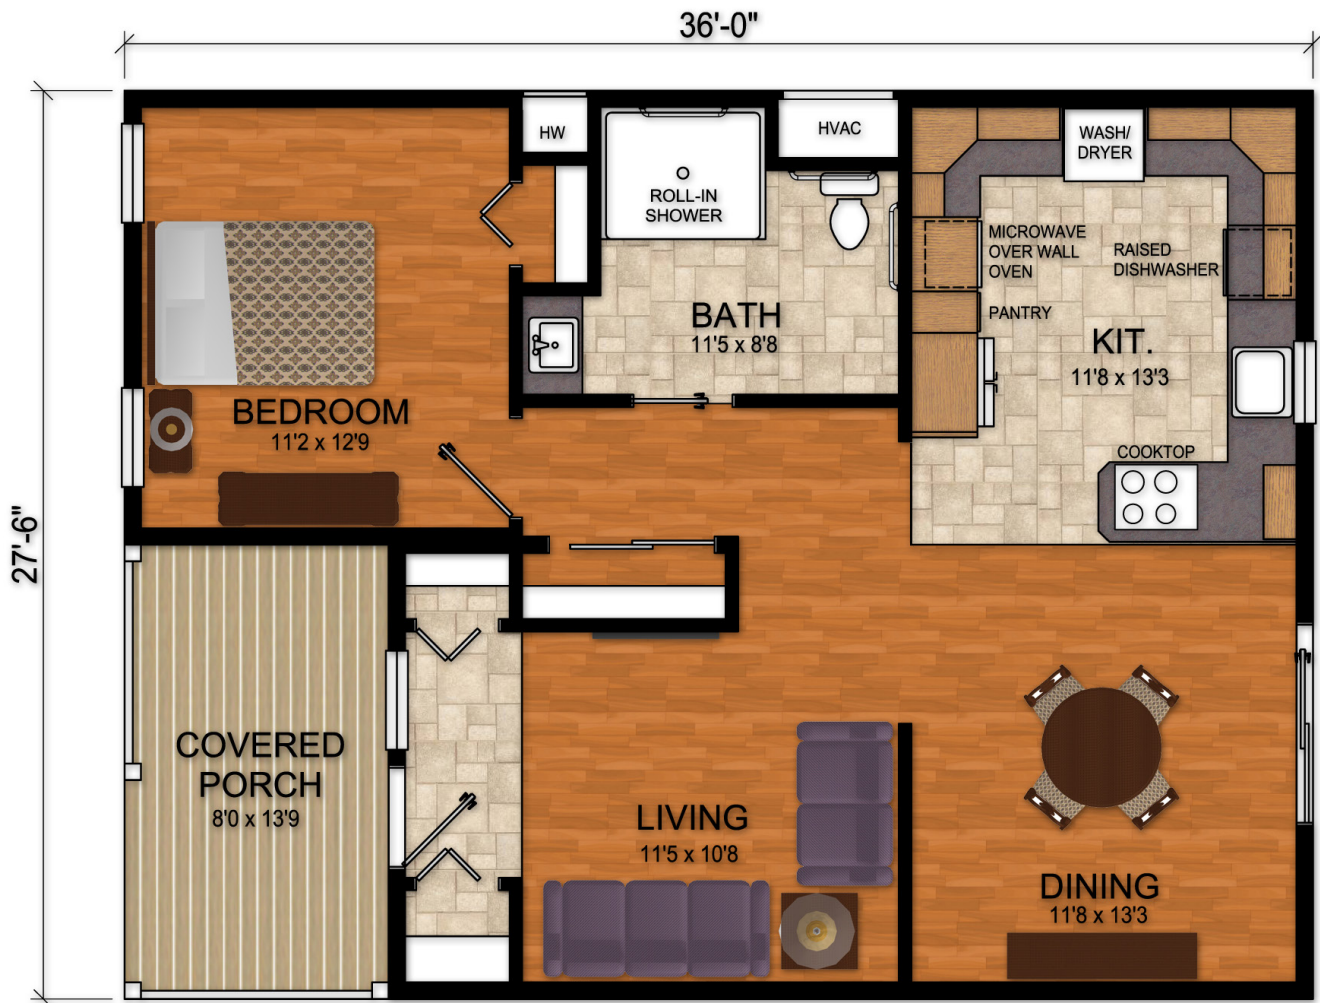 36'-0"
27'-6"
HW
HVAC
WASH/
DRYER
ROLL-IN
SHOWER
MICROWAVE
OVER WALL
OVEN
RAISED
DISHWASHER
PANTRY
BATH
11'5 x 8'8
KIT.
11'8 x 13'3
BEDROOM
11'2 x 12'9
COOKTOP
COVERED
PORCH
8'0 x 13'9
LIVING
11'5 x 10'8
DINING
11'8 x 13'3